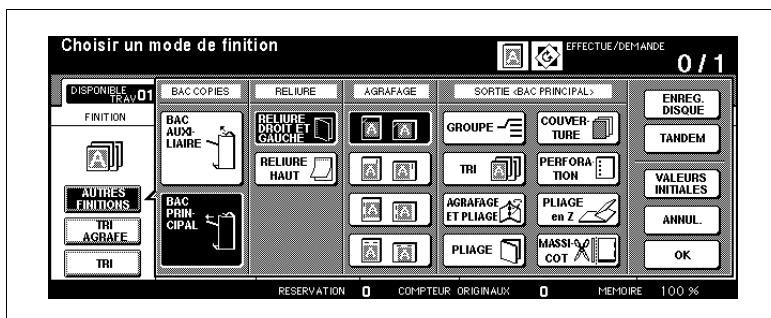 Choisir un mode de finition
EFFECTUE/DEMANDE
0/1
DISPONIBLE
TRAV01
FINITION
AUTRES
FINITIONS
TRI
AGRAFE
TRI
BAC COPIES
BAC
AUXI-
LIAIRE
BAC
PRIN-
CIPAL
RELIURE
RELIURE
DROIT ET
GAUCHE
RELIURE
HAUT
AGRAFAGE
SORTIE <BAC PRINCIPAL>
GROUPE
COUVER-
TURE
TRI
PERFORA-
TION
AGRAFAGE
ET PLIAGE
PLIAGE
en Z
PLIAGE
MASSI-
COT
ENREG.
DISQUE
TANDEM
VALEURS
INITIALES
ANNUL.
OK
RESERVATION 0 COMPTEUR ORIGINAUX 0 MEMOIRE 100 %